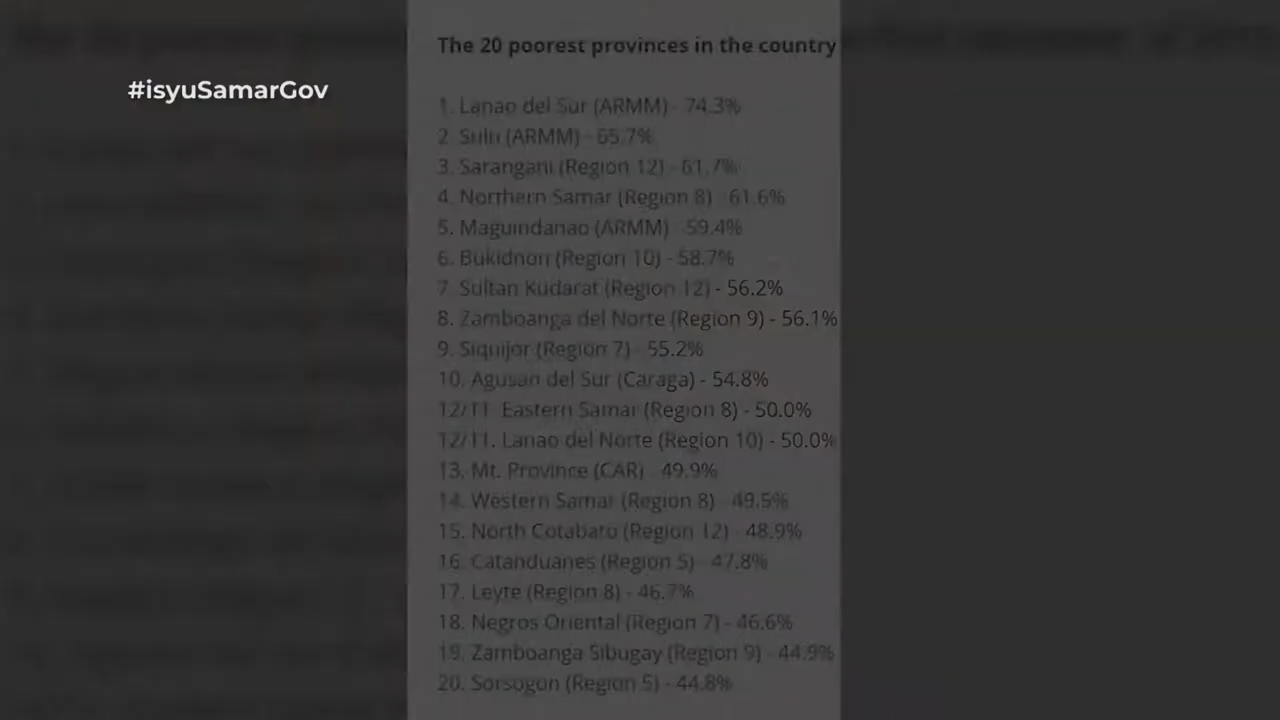 The 20 poorest provinces in the country
#isyuSamarGov
1. Lanao del Sur (ARMM) - 74.3%
2. Sulu (ARMM) - 65.7%
3. Sarangani (Region 12) - 61.7%
4. Northern Samar (Region 8) - 61.6%
5. Maguindanao (ARMM) - 59.4%
6. Bukidnon (Region 10) - 58.7%
7. Sultan Kudarat (Region 12) - 56.2%
8. Zamboanga del Norte (Region 9) - 56.1%
9. Siquijor (Region 7) - 55.2%
10. Agusan del Sur (Caraga) - 54.8%
12/11. Eastern Samar (Region 8) - 50.0%
12/11. Lanao del Norte (Region 10) - 50.0%
13. Mt. Province (CAR) - 49.9%
14. Western Samar (Region 8) - 49.5%
15. North Cotabato (Region 12) - 48.9%
16. Catanduanes (Region 5) - 47.8%
17. Leyte (Region 8) - 46.7%
18. Negros Oriental (Region 7) - 46.6%
19. Zamboanga Sibugay (Region 9) - 44.9%
20. Sorsogon (Region 5) - 44.8%